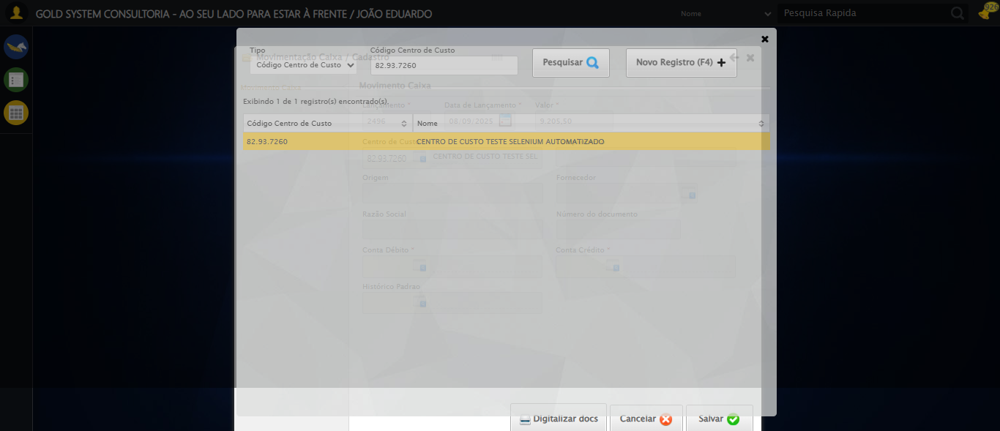 GOLD SYSTEM CONSULTORIA - AO SEU LADO PARA ESTAR À FRENTE / JOÃO EDUARDO
Nome
Pesquisa Rapida
926
Tipo
Código Centro de Custo
Movimentação Caixa / Cadastro
Código Centro de Custo
82.93.7260
Pesquisar
Novo Registro (F4)
Movimento Caixa
Movimento Caixa
Exibindo 1 de 1 registro(s) encontrado(s).
Lançamento *
Data de Lançamento *
Valor *
2496
08/09/2025
9.205,50
Código Centro de Custo
Nome
82.93.7260
CENTRO DE CUSTO TESTE SELENIUM AUTOMATIZADO
Centro de Custo
82.93.7260
CENTRO DE CUSTO TESTE SEL
Origem
Fornecedor
Razão Social
Número do documento
Conta Débito *
Conta Crédito *
Histórico Padrao
Digitalizar docs
Cancelar
Salvar